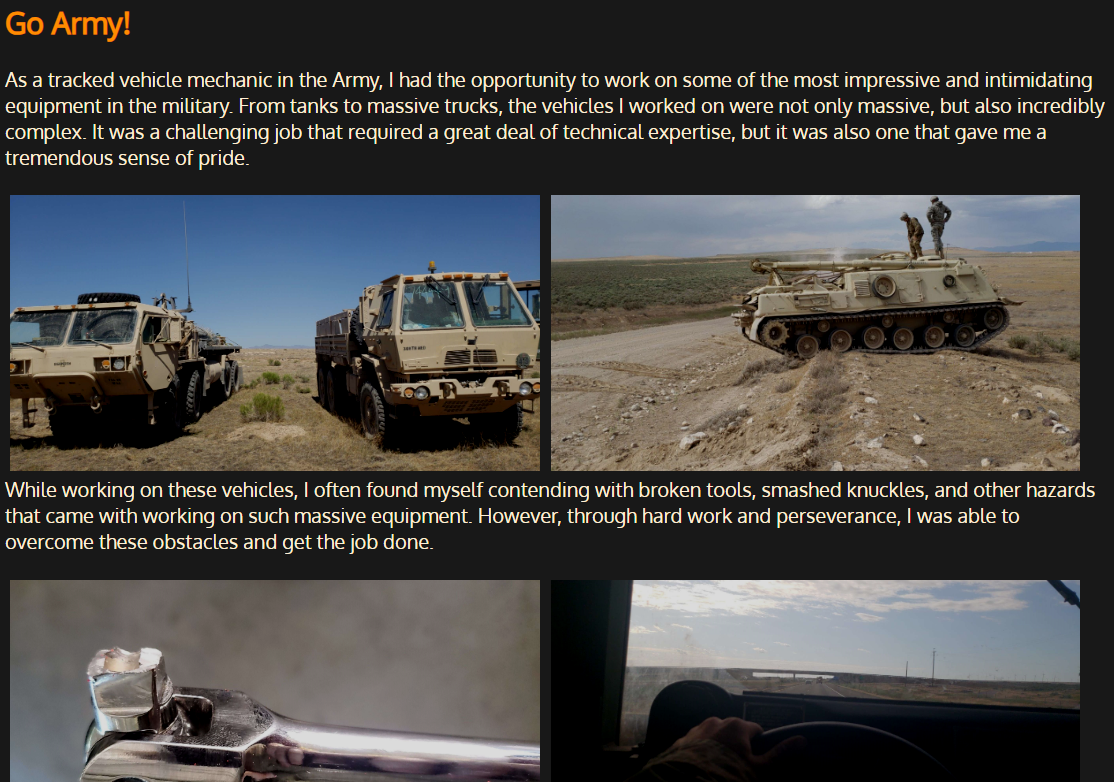 Go Army!
As a tracked vehicle mechanic in the Army, I had the opportunity to work on some of the most impressive and intimidating
equipment in the military. From tanks to massive trucks, the vehicles I worked on were not only massive, but also incredibly
complex. It was a challenging job that required a great deal of technical expertise, but it was also one that gave me a
tremendous sense of pride.
While working on these vehicles, I often found myself contending with broken tools, smashed knuckles, and other hazards
that came with working on such massive equipment. However, through hard work and perseverance, I was able to
overcome these obstacles and get the job done.